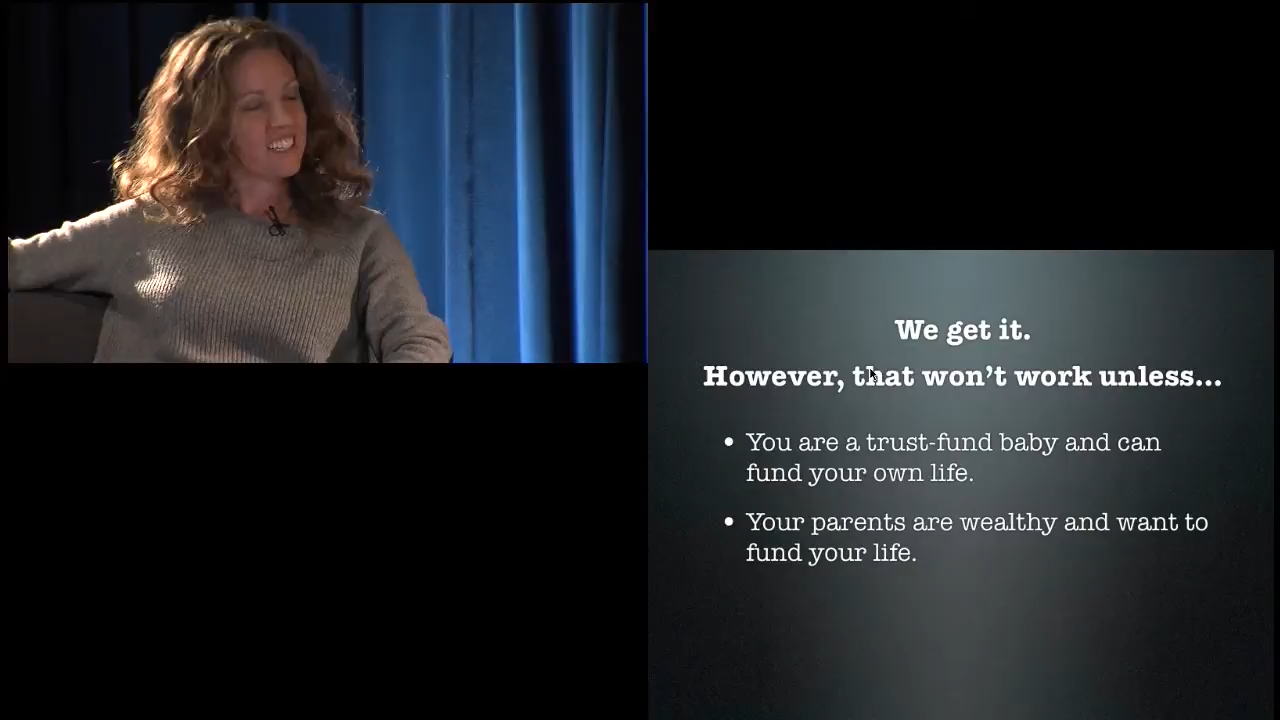 We get it.
However, that won't work unless...
• You are a trust-fund baby and can
fund your own life.
• Your parents are wealthy and want to
fund your life.